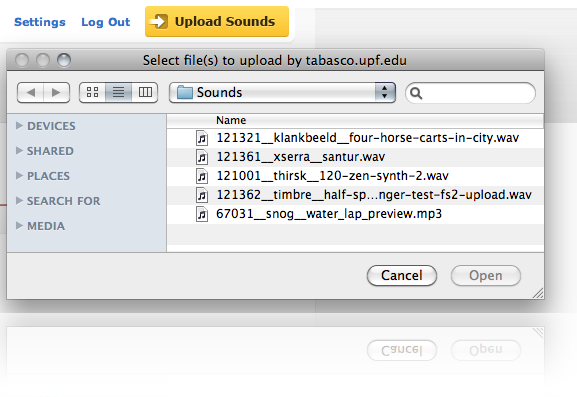 Settings Log Out Upload Sounds
Select file(s) to upload by tabasco.upf.edu
Sounds
Name
DEVICES
SHARED
PLACES
SEARCH FOR
MEDIA
121321__klankbeeld__four-horse-carts-in-city.wav
121361__xserra__santur.wav
121001__thirsk__120-zen-synth-2.wav
121362__timbre__half-sp...nger-test-fs2-upload.wav
67031__snog__water_lap_preview.mp3
Cancel Open
Cancel Open